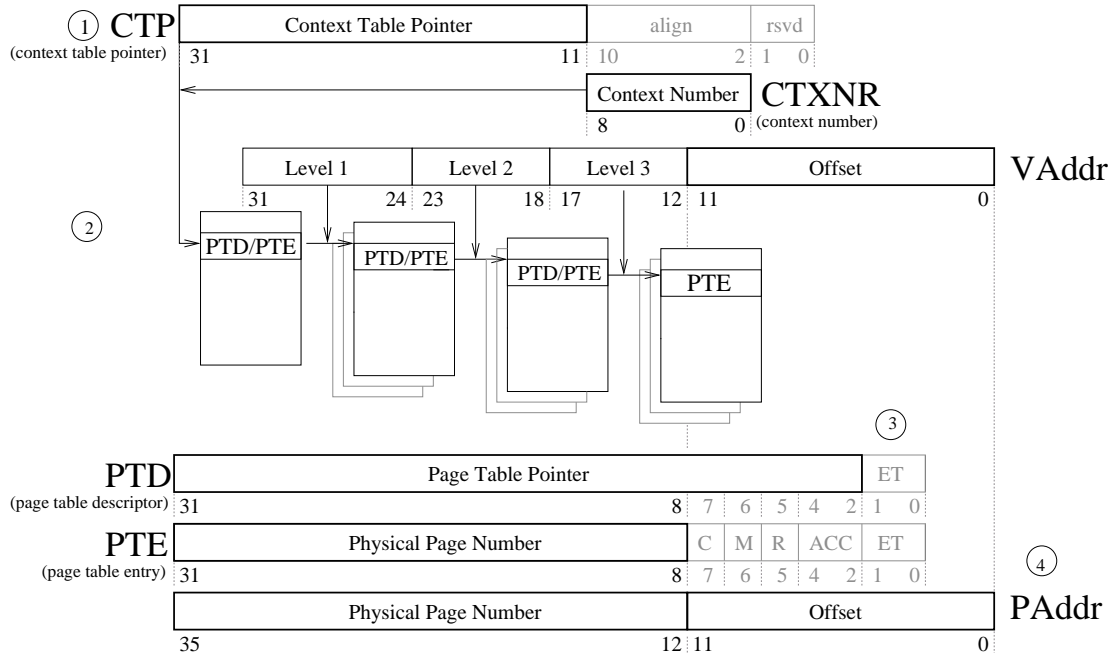 1 CTP Context Table Pointer align rsvd
(context table pointer) 31 11 10 2 1 0
Context Number CTXNR
8 0 (context number)
Level 1 Level 2 Level 3 Offset VAddr
31 24 23 18 17 12 11 0
2 PTD/PTE PTD/PTE PTD/PTE PTE
3
PTD Page Table Pointer ET
(page table descriptor) 31 8 7 6 5 4 2 1 0
PTE Physical Page Number C M R ACC ET
(page table entry) 31 8 7 6 5 4 2 1 0
4
Physical Page Number Offset PAddr
35 12 11 0